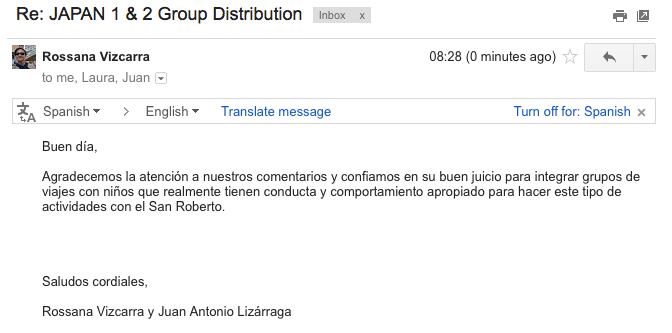 Re: JAPAN 1 & 2 Group Distribution Inbox x
Rossana Vizcarra 08:28 (0 minutes ago)
to me, Laura, Juan
Spanish > English Translate message Turn off for: Spanish x
Buen día,
Agradecemos la atención a nuestros comentarios y confiamos en su buen juicio para integrar grupos de
viajes con niños que realmente tienen conducta y comportamiento apropiado para hacer este tipo de
actividades con el San Roberto.
Saludos cordiales,
Rossana Vizcarra y Juan Antonio Lizárraga